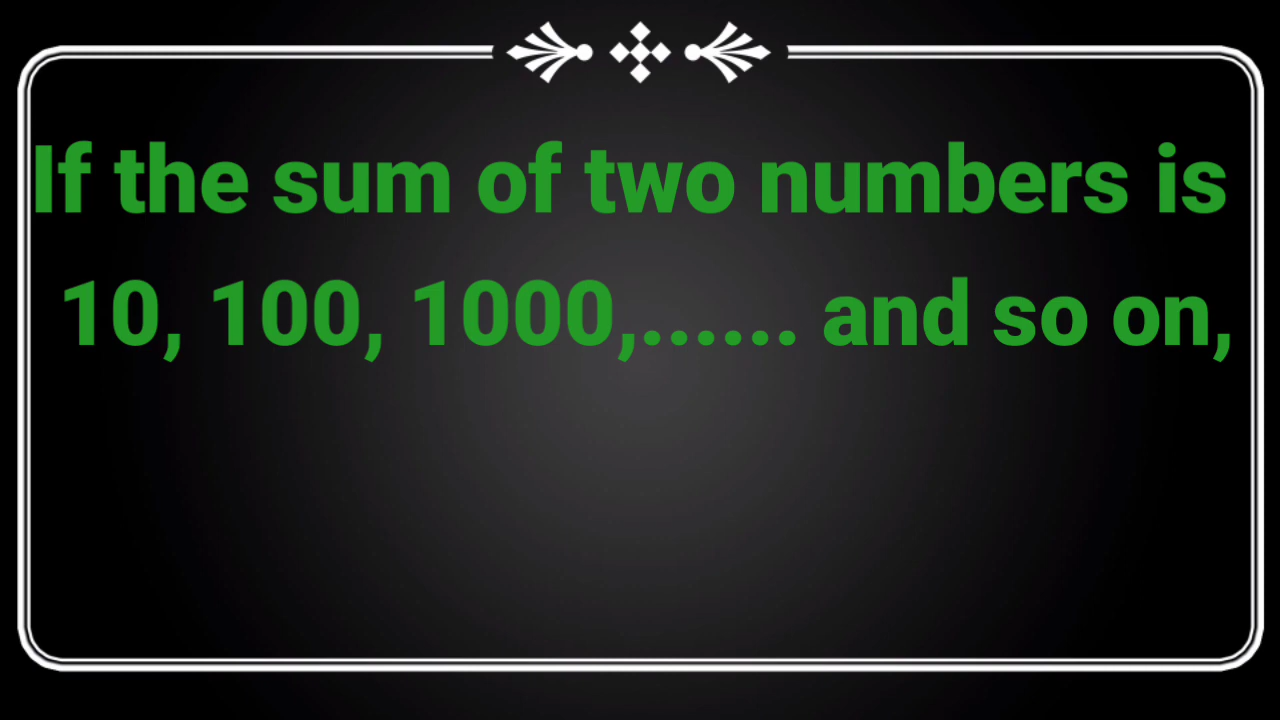 If the sum of two numbers is
10, 100, 1000,...... and so on,